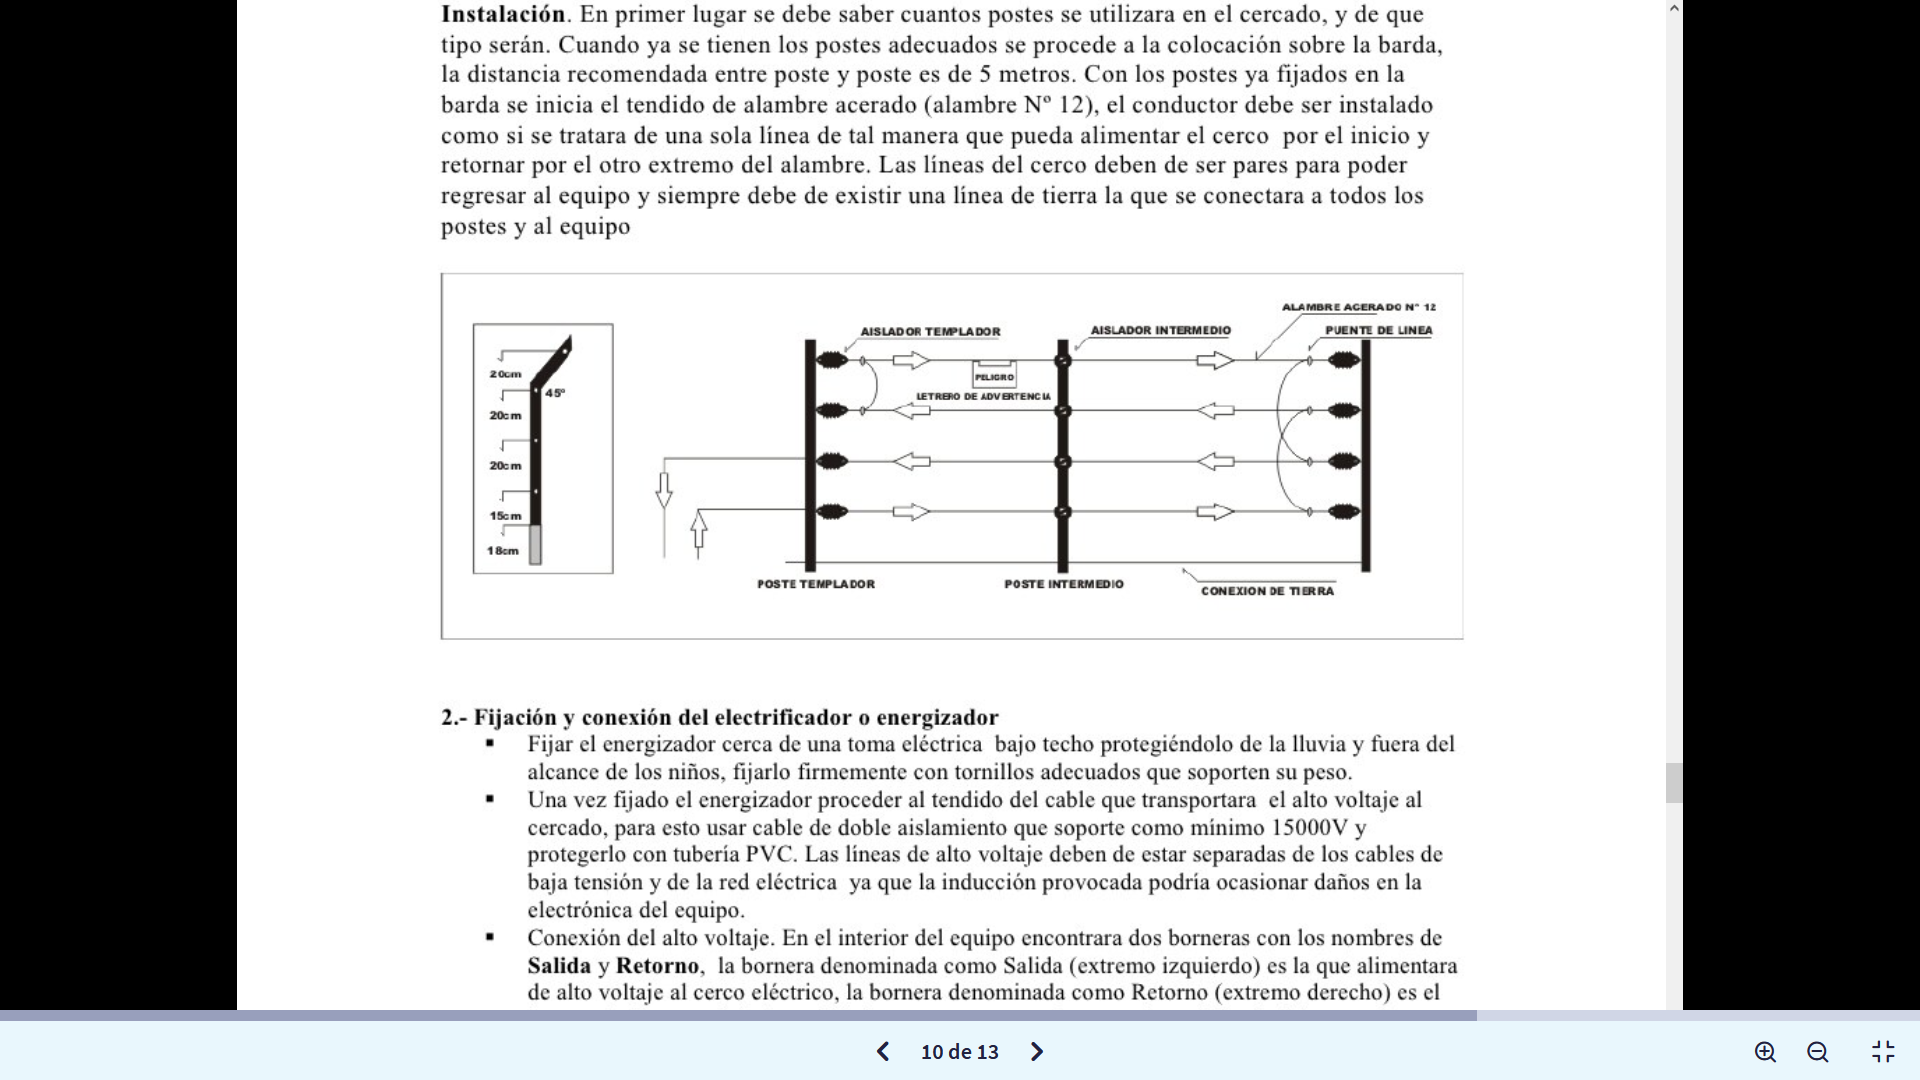 Instalación. En primer lugar se debe saber cuantos postes se utilizara en el cercado, y de que
tipo serán. Cuando ya se tienen los postes adecuados se procede a la colocación sobre la barda,
la distancia recomendada entre poste y poste es de 5 metros. Con los postes ya fijados en la
barda se inicia el tendido de alambre acerado (alambre Nº 12), el conductor debe ser instalado
como si se tratara de una sola línea de tal manera que pueda alimentar el cerco por el inicio y
retornar por el otro extremo del alambre. Las líneas del cerco deben de ser pares para poder
regresar al equipo y siempre debe de existir una línea de tierra la que se conectara a todos los
postes y al equipo
ALAMBRE ACERADO N° 12
AISLADOR TEMPLADOR
AISLADOR INTERMEDIO
PUENTE DE LINEA
20cm
45°
PELIGRO
LETRERO DE ADVERTENCIA
20cm
20cm
15cm
18cm
POSTE TEMPLADOR
POSTE INTERMEDIO
CONEXION DE TIERRA
2.- Fijación y conexión del electrificador o energizador
▪ Fijar el energizador cerca de una toma eléctrica bajo techo protegiéndolo de la lluvia y fuera del
alcance de los niños, fijarlo firmemente con tornillos adecuados que soporten su peso.
▪ Una vez fijado el energizador proceder al tendido del cable que transportara el alto voltaje al
cercado, para esto usar cable de doble aislamiento que soporte como mínimo 15000V y
protegerlo con tubería PVC. Las líneas de alto voltaje deben de estar separadas de los cables de
baja tensión y de la red eléctrica ya que la inducción provocada podría ocasionar daños en la
electrónica del equipo.
▪ Conexión del alto voltaje. En el interior del equipo encontrara dos borneras con los nombres de
Salida y Retorno, la bornera denominada como Salida (extremo izquierdo) es la que alimentara
de alto voltaje al cerco eléctrico, la bornera denominada como Retorno (extremo derecho) es el
10 de 13